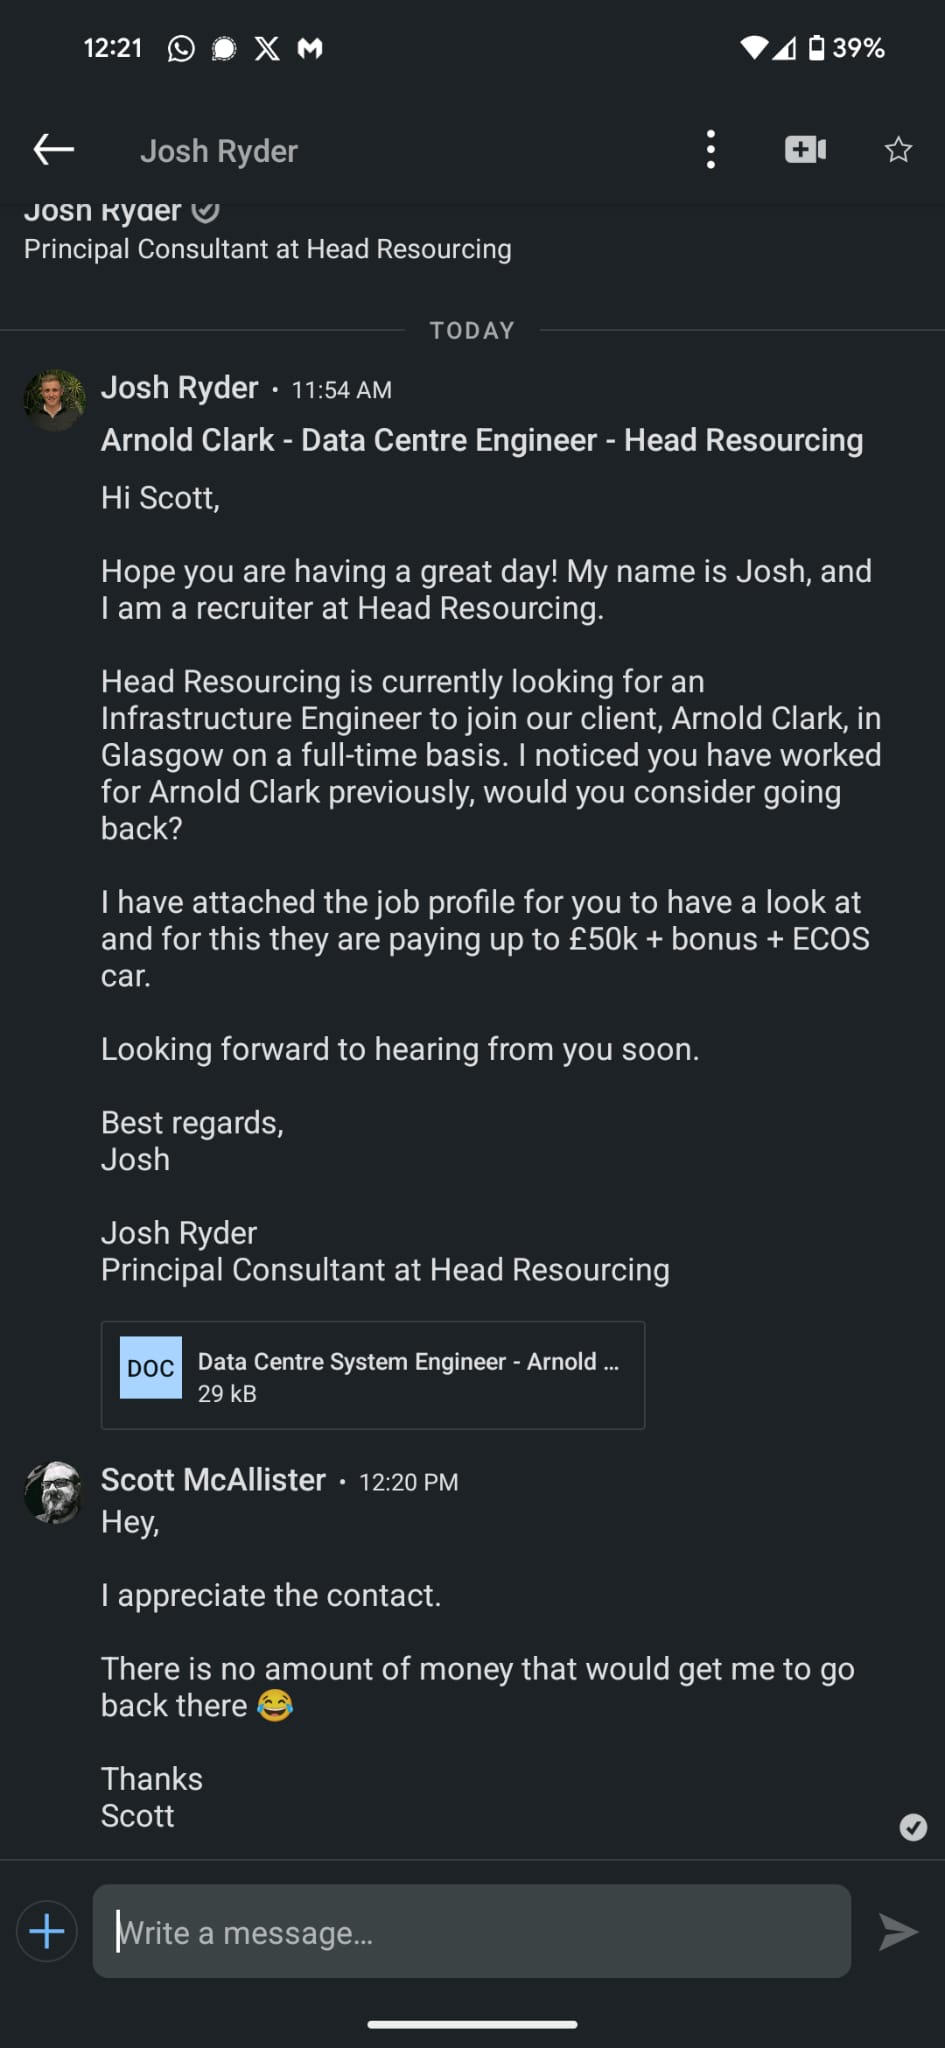 12:21
39%
Josh Ryder
Josh Ryder
Principal Consultant at Head Resourcing
TODAY
Josh Ryder • 11:54 AM
Arnold Clark - Data Centre Engineer - Head Resourcing
Hi Scott,
Hope you are having a great day! My name is Josh, and
I am a recruiter at Head Resourcing.
Head Resourcing is currently looking for an
Infrastructure Engineer to join our client, Arnold Clark, in
Glasgow on a full-time basis. I noticed you have worked
for Arnold Clark previously, would you consider going
back?
I have attached the job profile for you to have a look at
and for this they are paying up to £50k + bonus + ECOS
car.
Looking forward to hearing from you soon.
Best regards,
Josh
Josh Ryder
Principal Consultant at Head Resourcing
DOC
Data Centre System Engineer - Arnold ...
29 kB
Scott McAllister • 12:20 PM
Hey,
I appreciate the contact.
There is no amount of money that would get me to go
back there 😂
Thanks
Scott
Write a message...